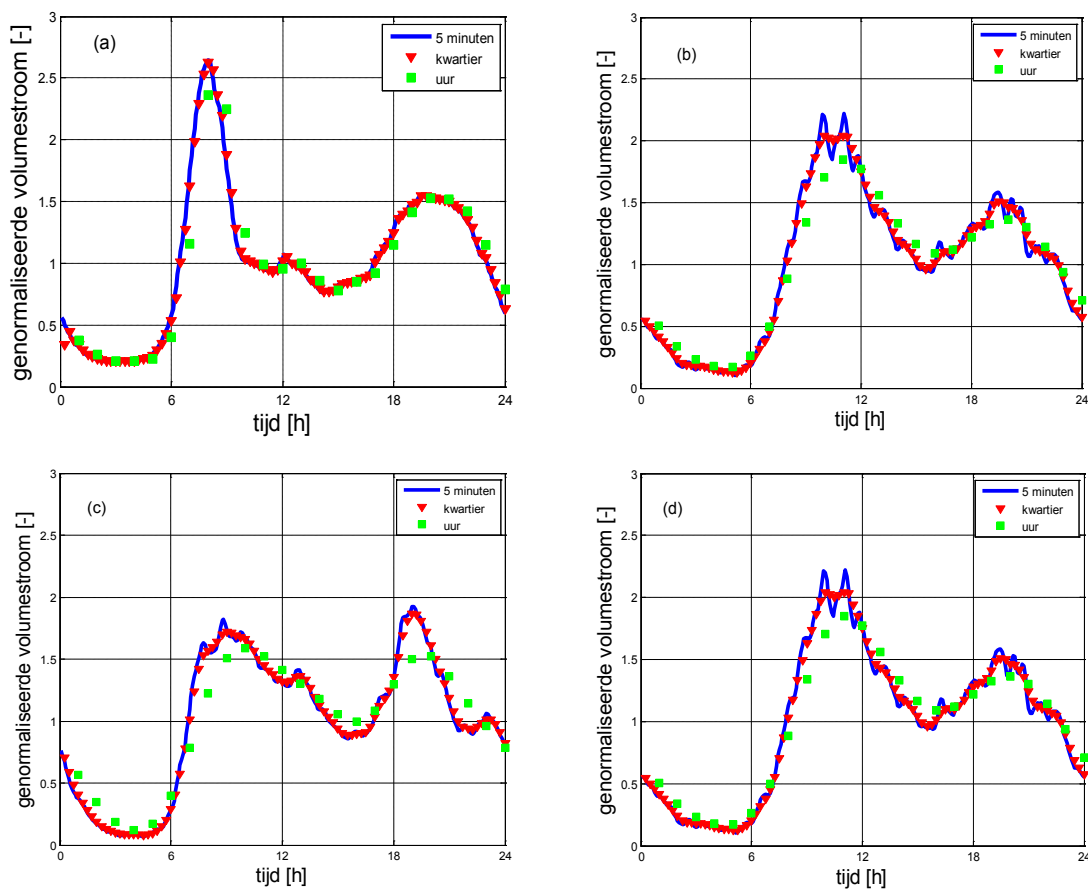 (a)
5 minuten
kwartier
uur
genormaliseerde volumestroom [-]
3
2.5
2
1.5
1
0.5
0
0
6
12
18
24
tijd [h]
(b)
5 minuten
kwartier
uur
genormaliseerde volumestroom [-]
3
2.5
2
1.5
1
0.5
0
0
6
12
18
24
tijd [h]
(c)
5 minuten
kwartier
uur
genormaliseerde volumestroom [-]
3
2.5
2
1.5
1
0.5
0
0
6
12
18
24
tijd [h]
(d)
5 minuten
kwartier
uur
genormaliseerde volumestroom [-]
3
2.5
2
1.5
1
0.5
0
0
6
12
18
24
tijd [h]